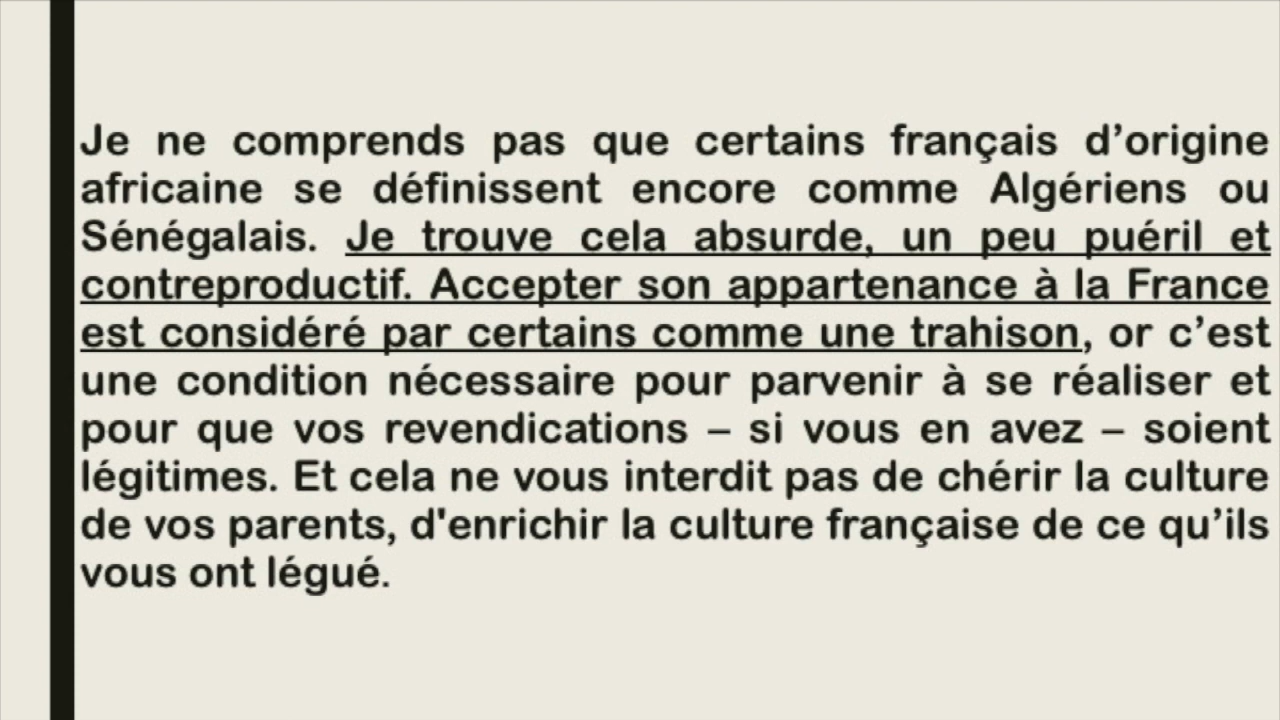 Je ne comprends pas que certains français d’origine
africaine se définissent encore comme Algériens ou
Sénégalais. Je trouve cela absurde, un peu puéril et
contreproductif. Accepter son appartenance à la France
est considéré par certains comme une trahison, or c’est
une condition nécessaire pour parvenir à se réaliser et
pour que vos revendications – si vous en avez – soient
légitimes. Et cela ne vous interdit pas de chérir la culture
de vos parents, d'enrichir la culture française de ce qu’ils
vous ont légué.